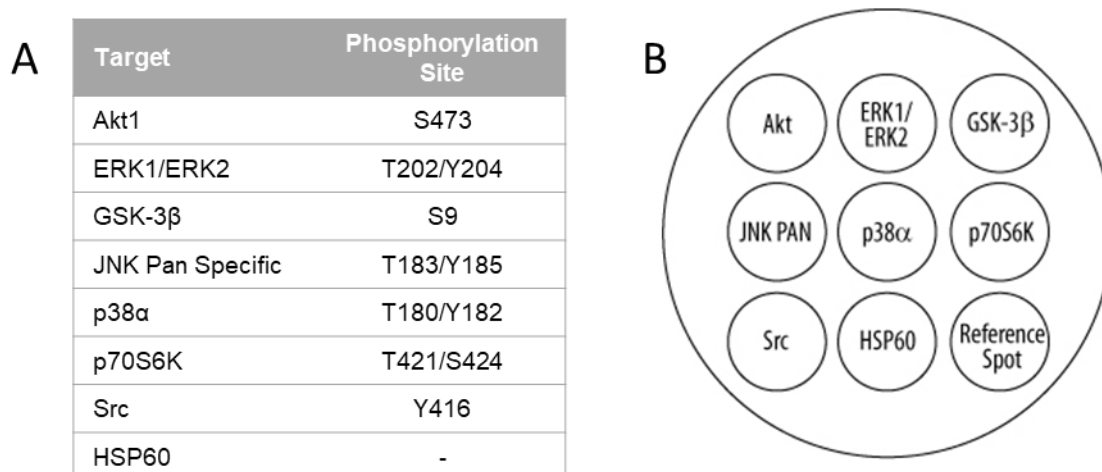 A
Target Phosphorylation Site
Akt1 S473
ERK1/ERK2 T202/Y204
GSK-3β S9
JNK Pan Specific T183/Y185
p38α T180/Y182
p70S6K T421/S424
Src Y416
HSP60 -
B
Akt ERK1/ERK2 GSK-3β
JNK PAN p38α p70S6K
Src HSP60 Reference Spot